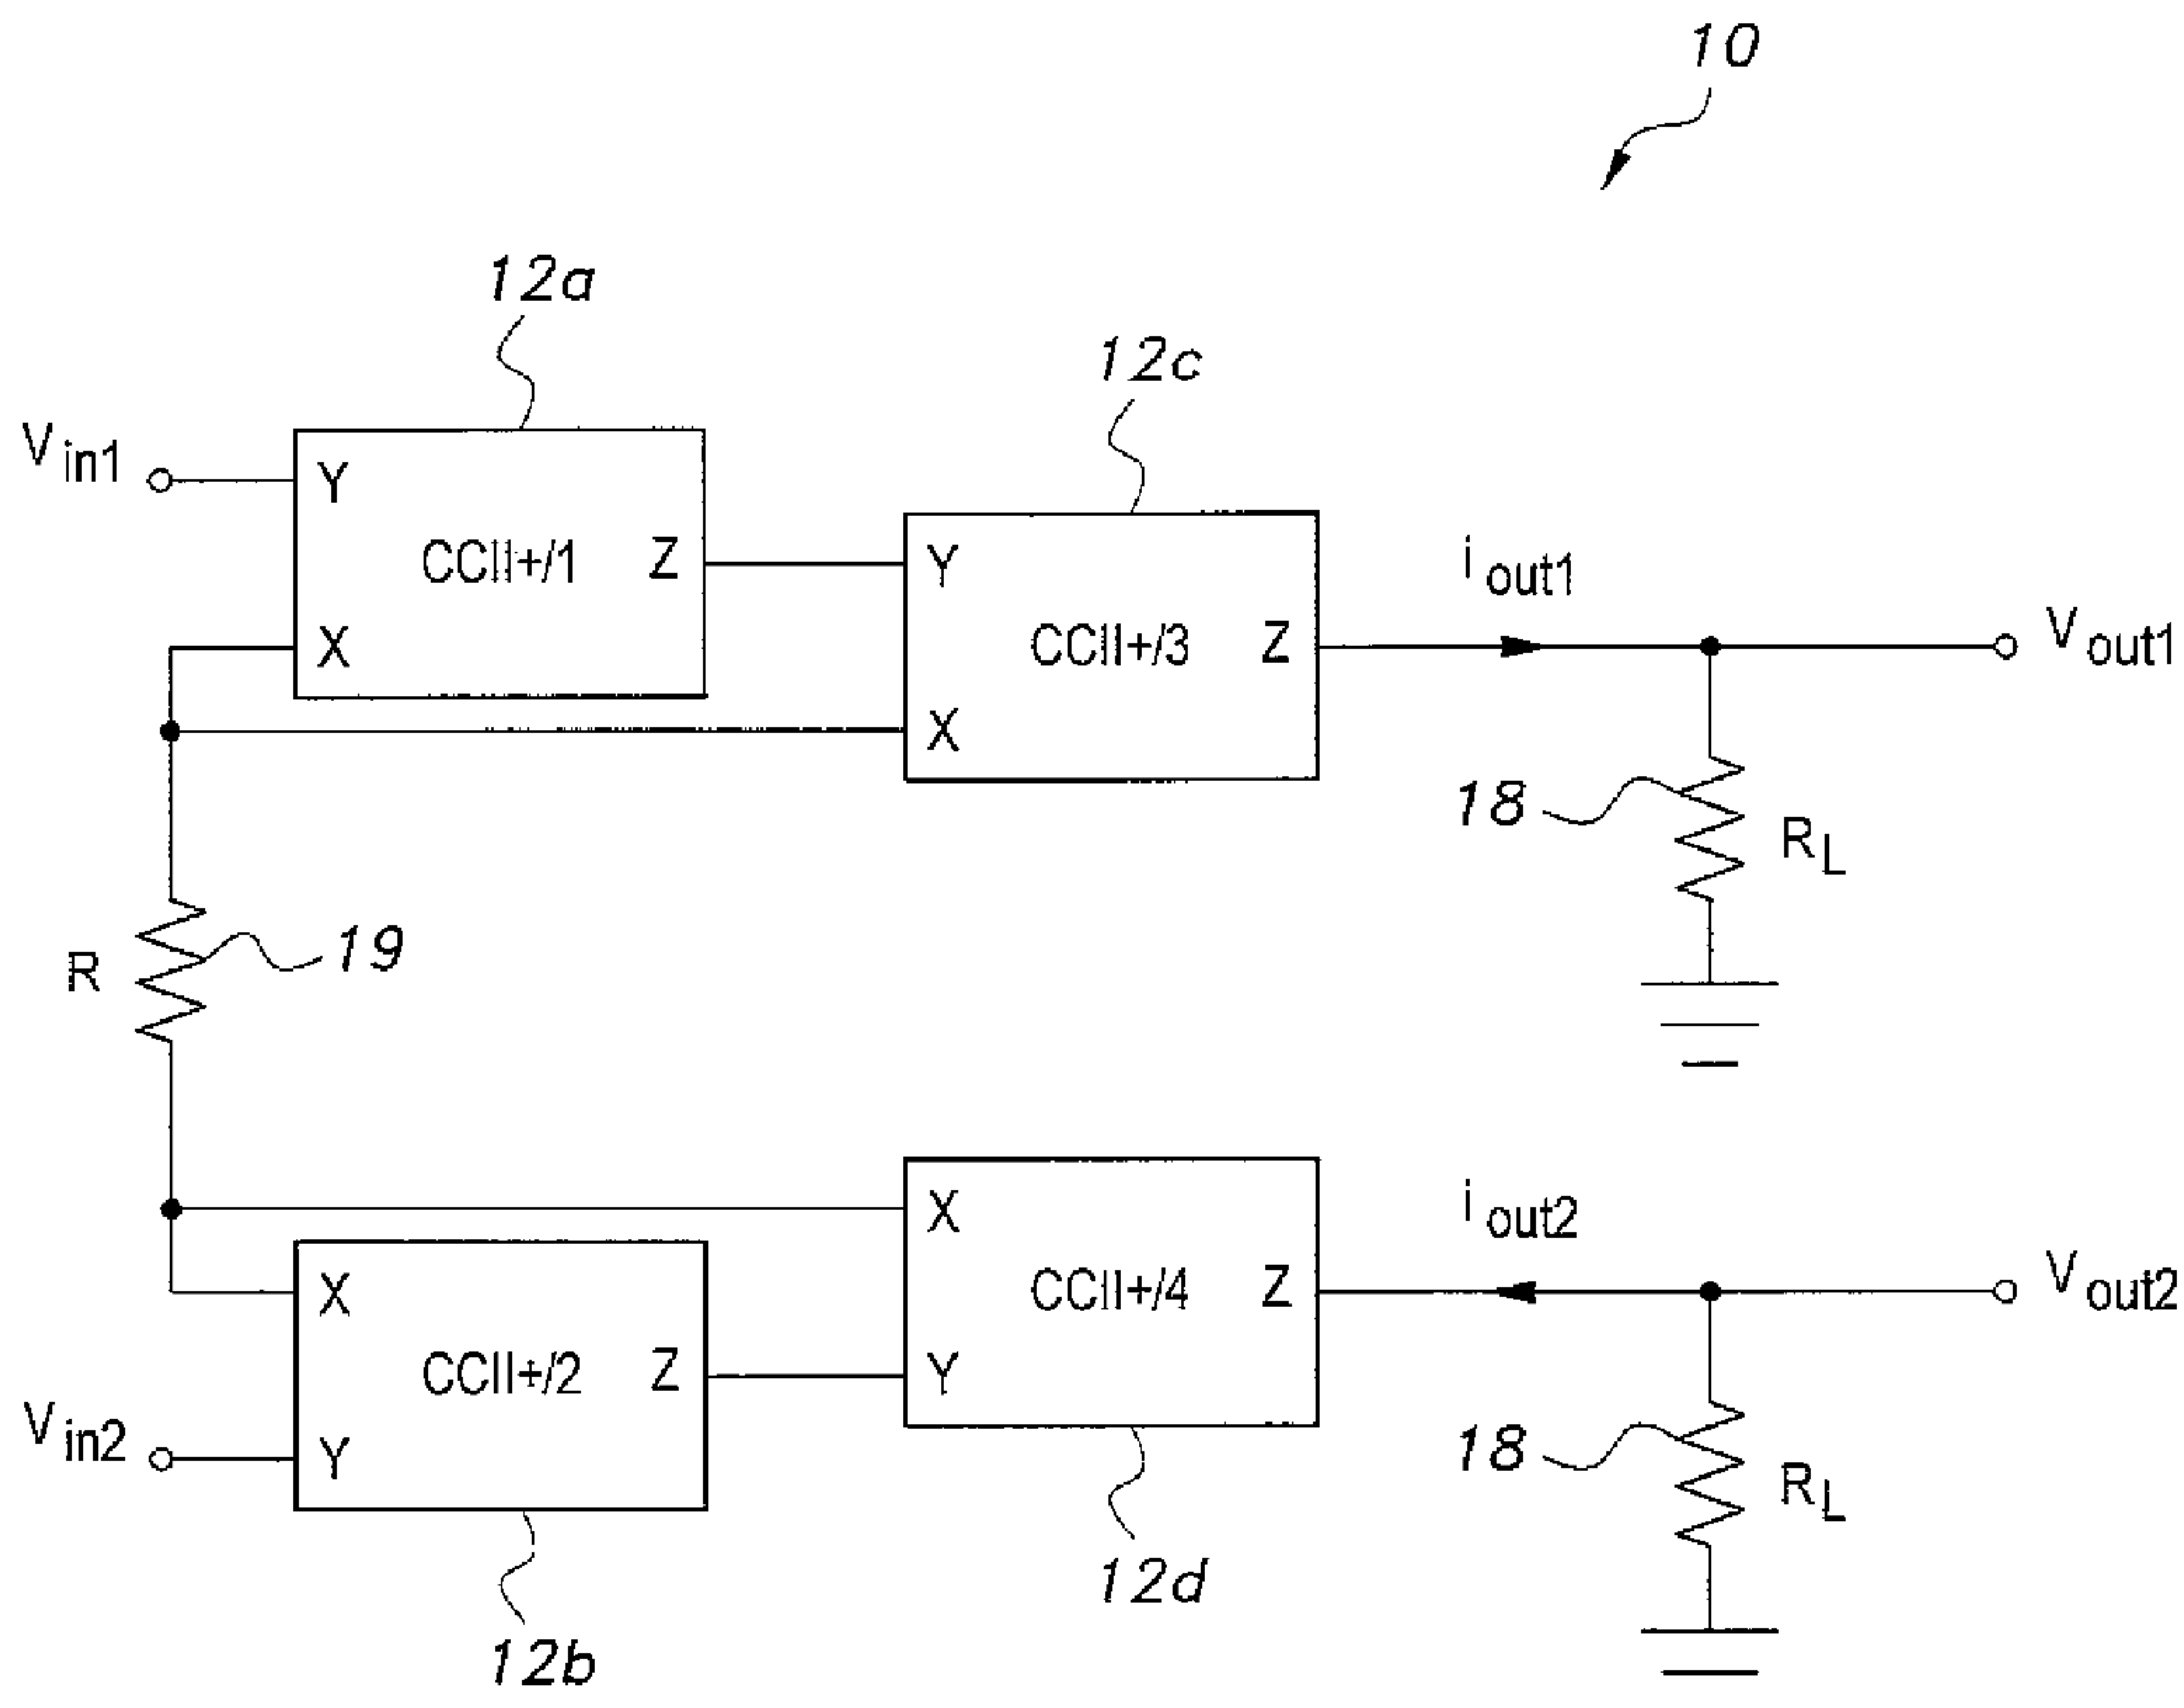 10
12a
12c
Vin1
Y
CCII+/1
Z
X
Y
CCII+/3
Z
X
iout1
Vout1
18
RL
R
19
X
CCII+/4
Z
Y
iout2
Vout2
X
CCII+/2
Z
Y
Vin2
18
RL
12d
12b